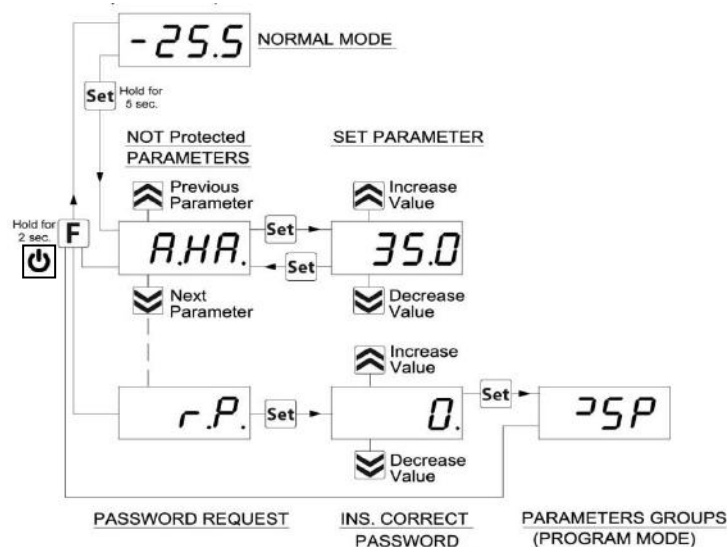 -25.5 NORMAL MODE
Set Hold for
5 sec.
NOT Protected
PARAMETERS
SET PARAMETER
Previous
Parameter
Increase
Value
Hold for
2 sec.
F
A.HA.
Set
Set
35.0
Next
Parameter
Decrease
Value
Increase
Value
r.P.
Set
0.
Set
Decrease
Value
PASSWORD REQUEST
INS. CORRECT
PASSWORD
PARAMETERS GROUPS
(PROGRAM MODE)